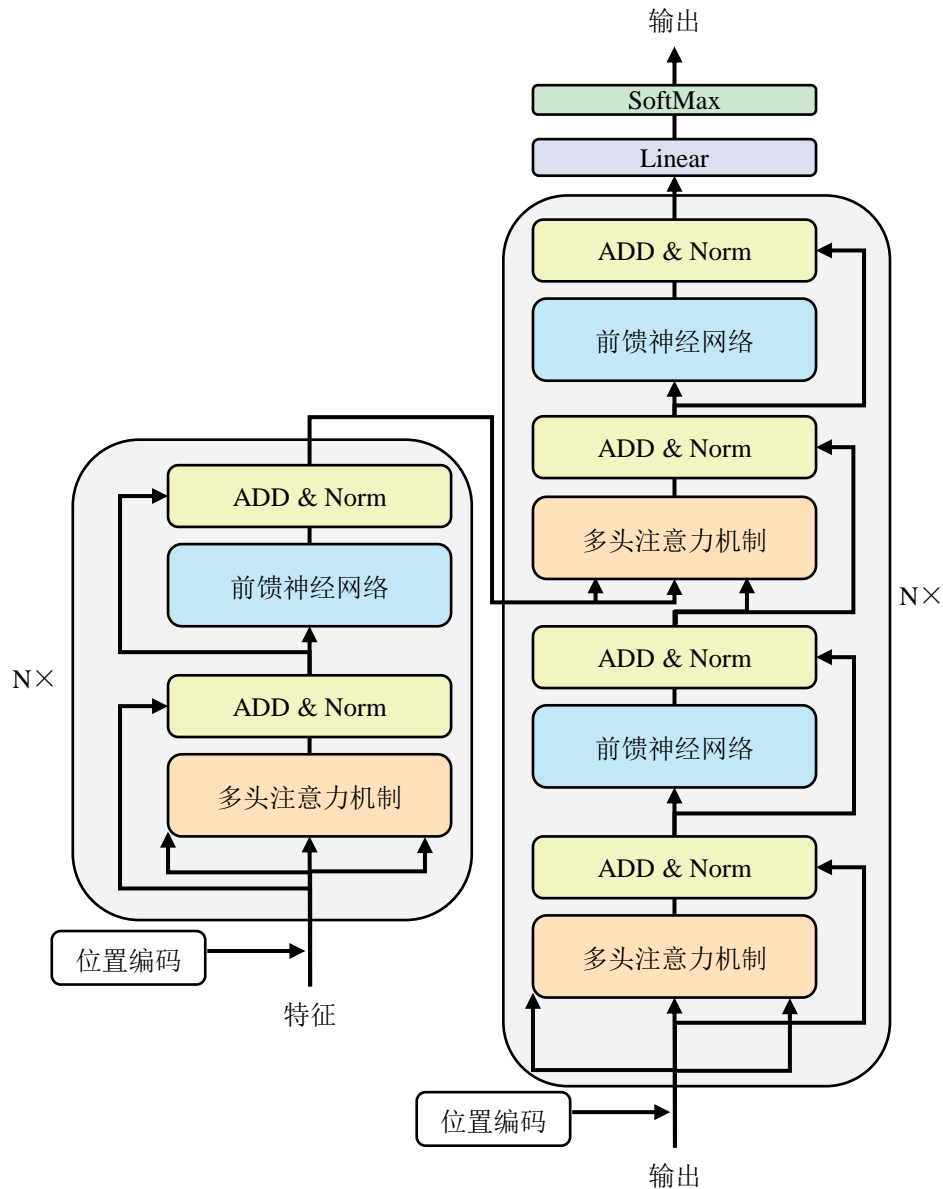 输出
SoftMax
Linear
ADD & Norm
前馈神经网络
ADD & Norm
多头注意力机制
N×
ADD & Norm
前馈神经网络
ADD & Norm
多头注意力机制
位置编码
输出
ADD & Norm
前馈神经网络
N×
ADD & Norm
多头注意力机制
位置编码
特征